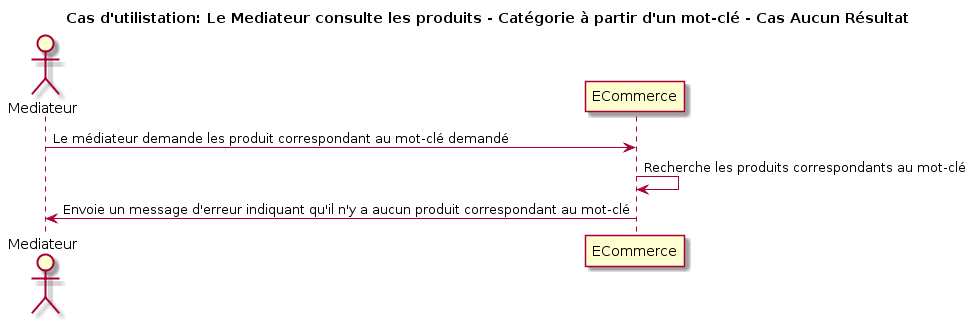 Cas d'utilistation: Le Mediateur consulte les produits - Catégorie à partir d'un mot-clé - Cas Aucun Résultat
Mediateur
ECommerce
Le médiateur demande les produit correspondant au mot-clé demandé
Recherche les produits correspondants au mot-clé
Envoie un message d'erreur indiquant qu'il n'y a aucun produit correspondant au mot-clé
Mediateur
ECommerce